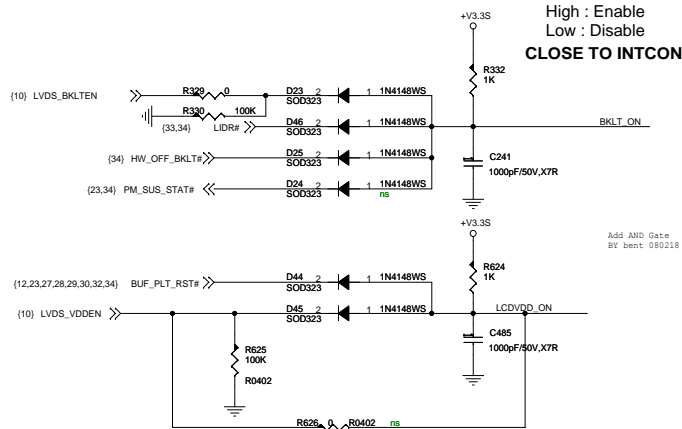 +V3.3S
High : Enable
Low : Disable
CLOSE TO INTCON
R332
1K
{10} LVDS_BKLTEN
R329 0
D23 2 1 1N4148WS
SOD323
R330 100K
{33,34} LIDR#
D46 2 1 1N4148WS
SOD323
BKLT_ON
{34} HW_OFF_BKLT#
D25 2 1 1N4148WS
SOD323
C241
1000pF/50V,X7R
{23,34} PM_SUS_STAT#
D24 2 1 1N4148WS
SOD323 ns
+V3.3S
Add AND Gate
BY bent 080218
R624
1K
{12,23,27,28,29,30,32,34} BUF_PLT_RST#
D44 2 1 1N4148WS
SOD323
{10} LVDS_VDDEN
D45 2 1 1N4148WS
SOD323
LCDVDD_ON
R625
100K
R0402
C485
1000pF/50V,X7R
R626 0 R0402 ns